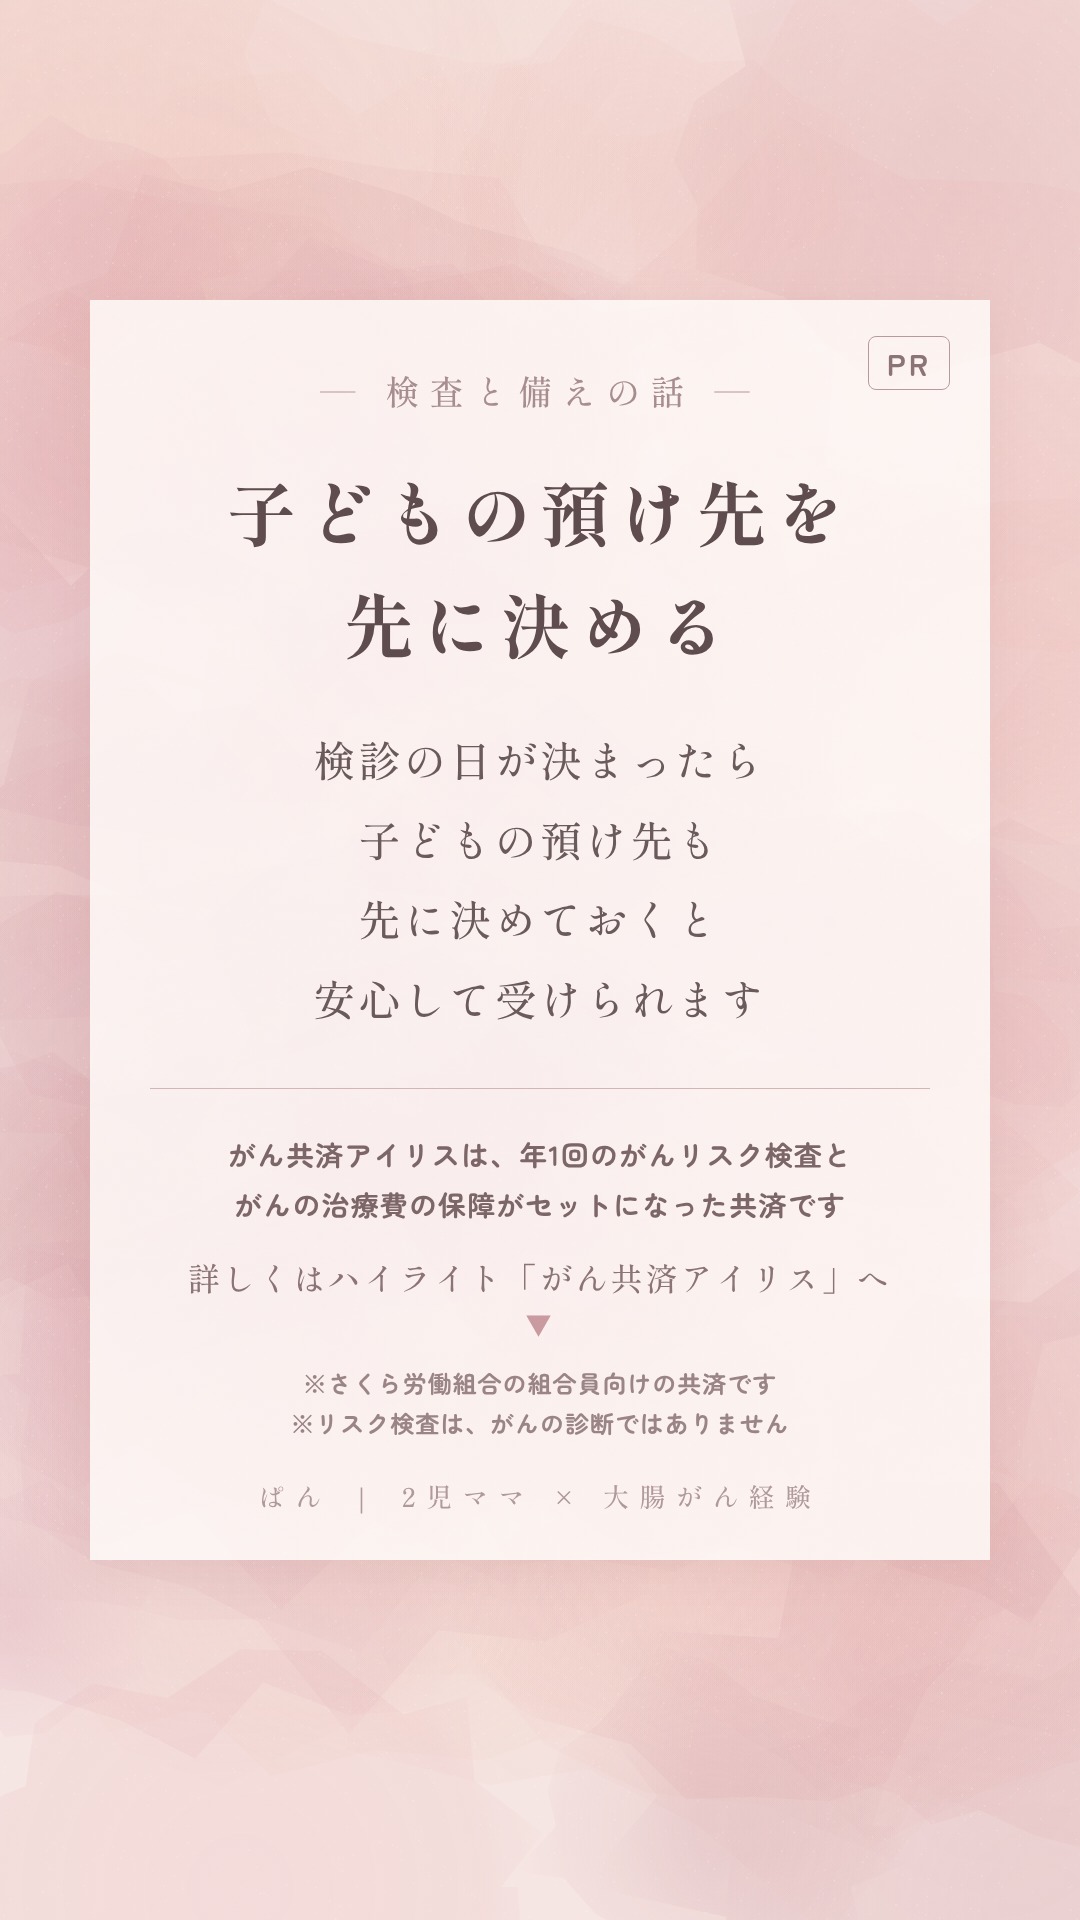 PR
― 検査と備えの話 ―
子どもの預け先を
先に決める
検診の日が決まったら
子どもの預け先も
先に決めておくと
安心して受けられます
がん共済アイリスは、年1回のがんリスク検査と
がんの治療費の保障がセットになった共済です
詳しくはハイライト「がん共済アイリス」へ
▼
※さくら労働組合の組合員向けの共済です
※リスク検査は、がんの診断ではありません
ぱん | 2児ママ × 大腸がん経験